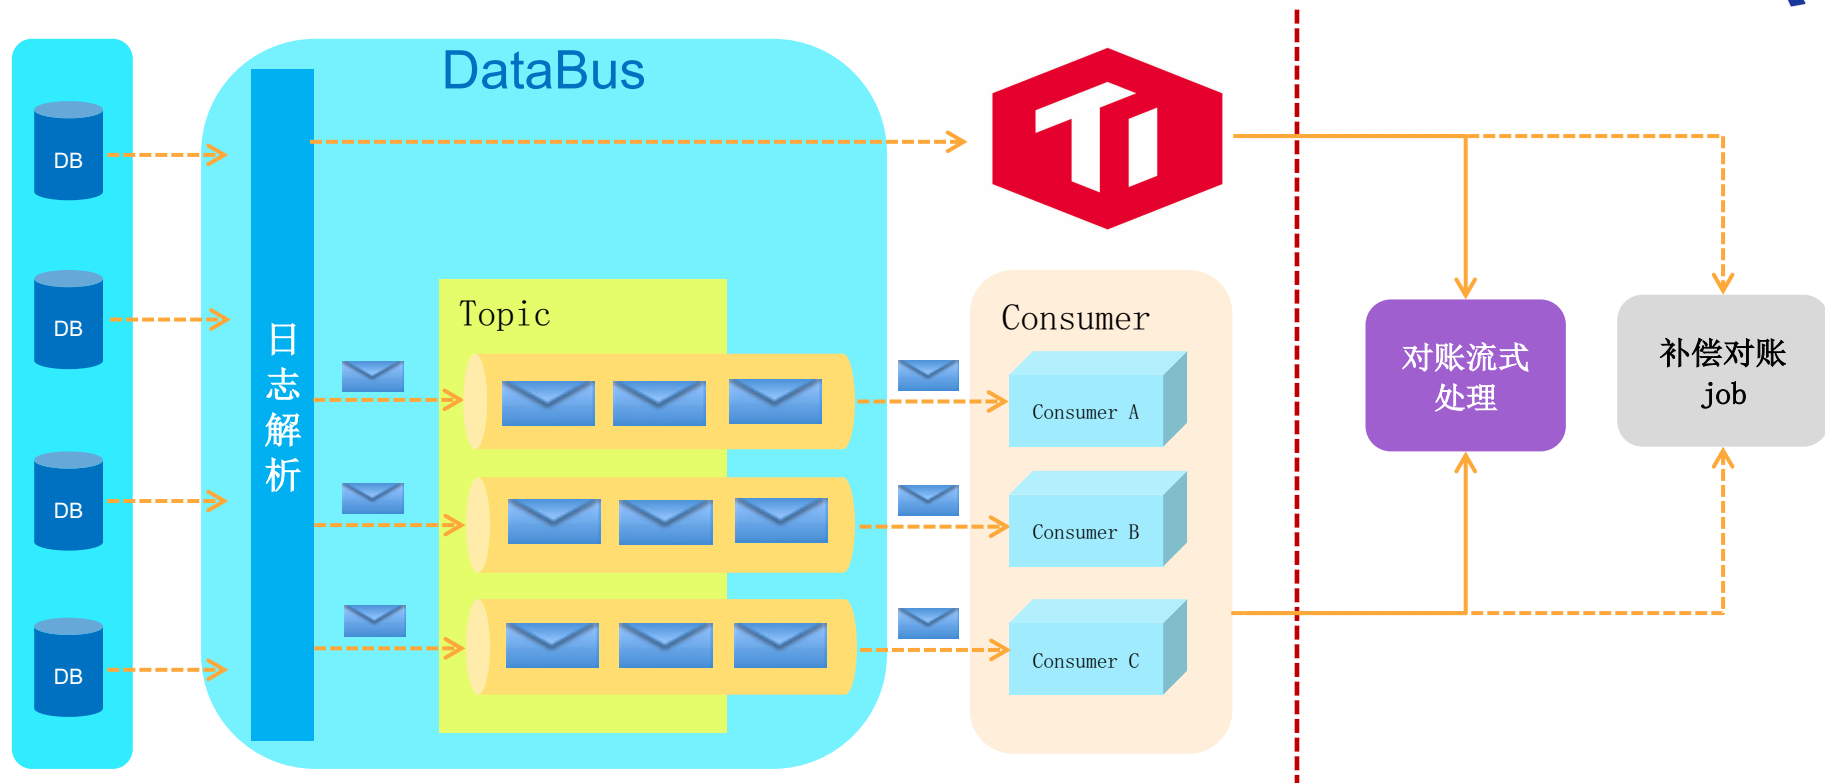 DataBus
DB
DB
DB
DB
日
志
解
析
Topic
Consumer
Consumer A
Consumer B
Consumer C
对账流式
处理
补偿对账
job